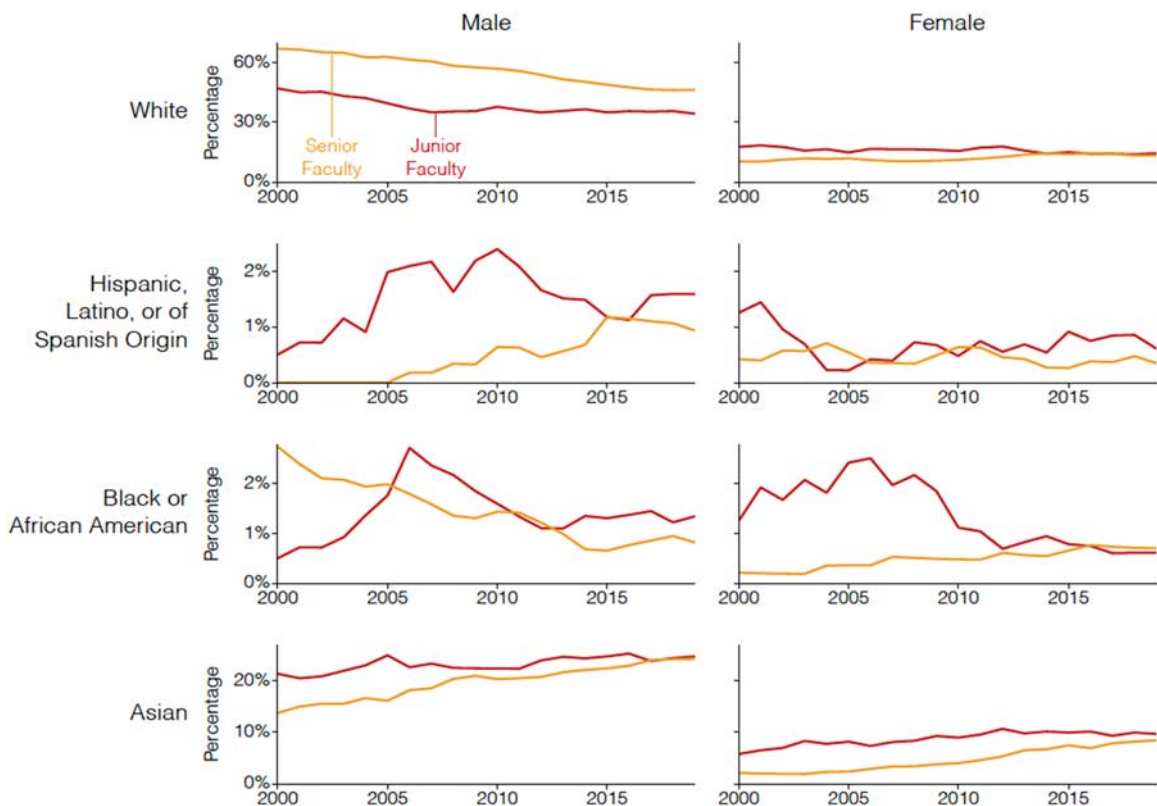 Male
Female
White
Percentage
60%
30%
0%
Senior
Faculty
Junior
Faculty
2000
2005
2010
2015
2000
2005
2010
2015
Hispanic,
Latino, or of
Spanish Origin
Percentage
2%
1%
0%
2000
2005
2010
2015
2000
2005
2010
2015
Black or
African American
Percentage
2%
1%
0%
2000
2005
2010
2015
2000
2005
2010
2015
Asian
Percentage
20%
10%
0%
2000
2005
2010
2015
2000
2005
2010
2015